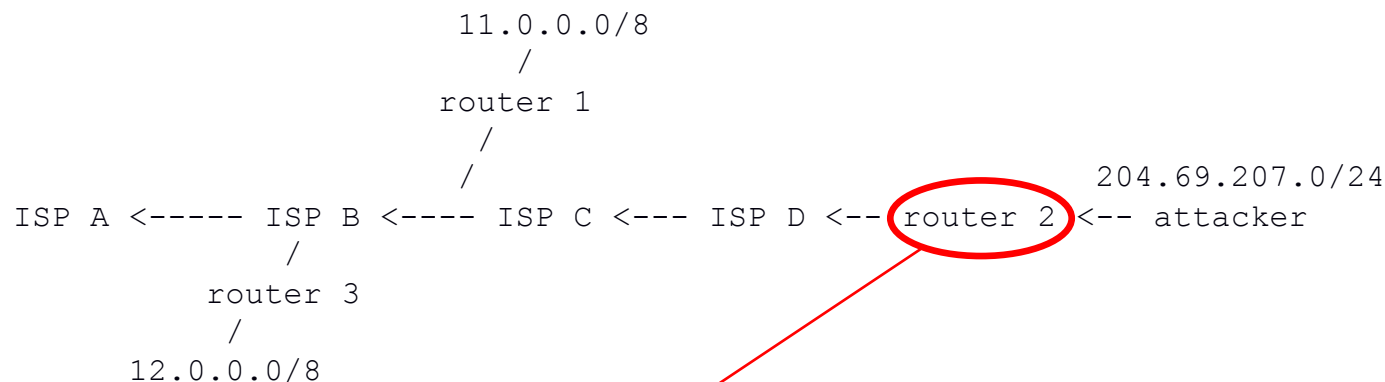 11.0.0.0/8
/
router 1
/
/
204.69.207.0/24
ISP A <----- ISP B <---- ISP C <--- ISP D <-- router 2 <-- attacker
/
router 3
/
12.0.0.0/8